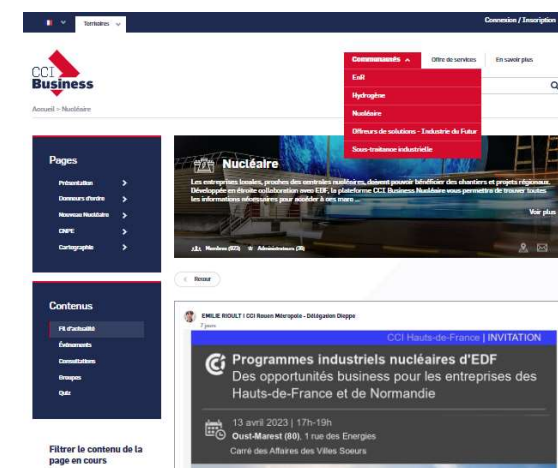 Territoires
Connexion / Inscription
CCI
Business
Communautés
Offre de services
En savoir plus
EnR
Hydrogène
Nucléaire
Offreurs de solutions - Industrie du Futur
Sous-traitance industrielle
Accueil > Nucléaire
Pages
Présentation
Donneurs d'ordre
Nouveau Nucléaire
CNPE
Cartographie
Nucléaire
Les entreprises locales, proches des centrales nucléaires, doivent pouvoir bénéficier des chantiers et projets régionaux.
Développée en étroite collaboration avec EDF, la plateforme CCI Business Nucléaire vous permettra de trouver toutes
les informations nécessaires pour accéder à ces marc ...
Voir plus
Membres (923)
Administrateurs (39)
Retour
Contenus
Fil d'actualité
Événements
Consultations
Groupes
Quiz
Filtrer le contenu de la
page en cours
EMILIE RIOULT | CCI Rouen Métropole - Délégation Dieppe
7 jours
CCI Hauts-de-France | INVITATION
Programmes industriels nucléaires d'EDF
Des opportunités business pour les entreprises des
Hauts-de-France et de Normandie
13 avril 2023 | 17h-19h
Oust-Marest (80), 1 rue des Energies
Carré des Affaires des Villes Soeurs